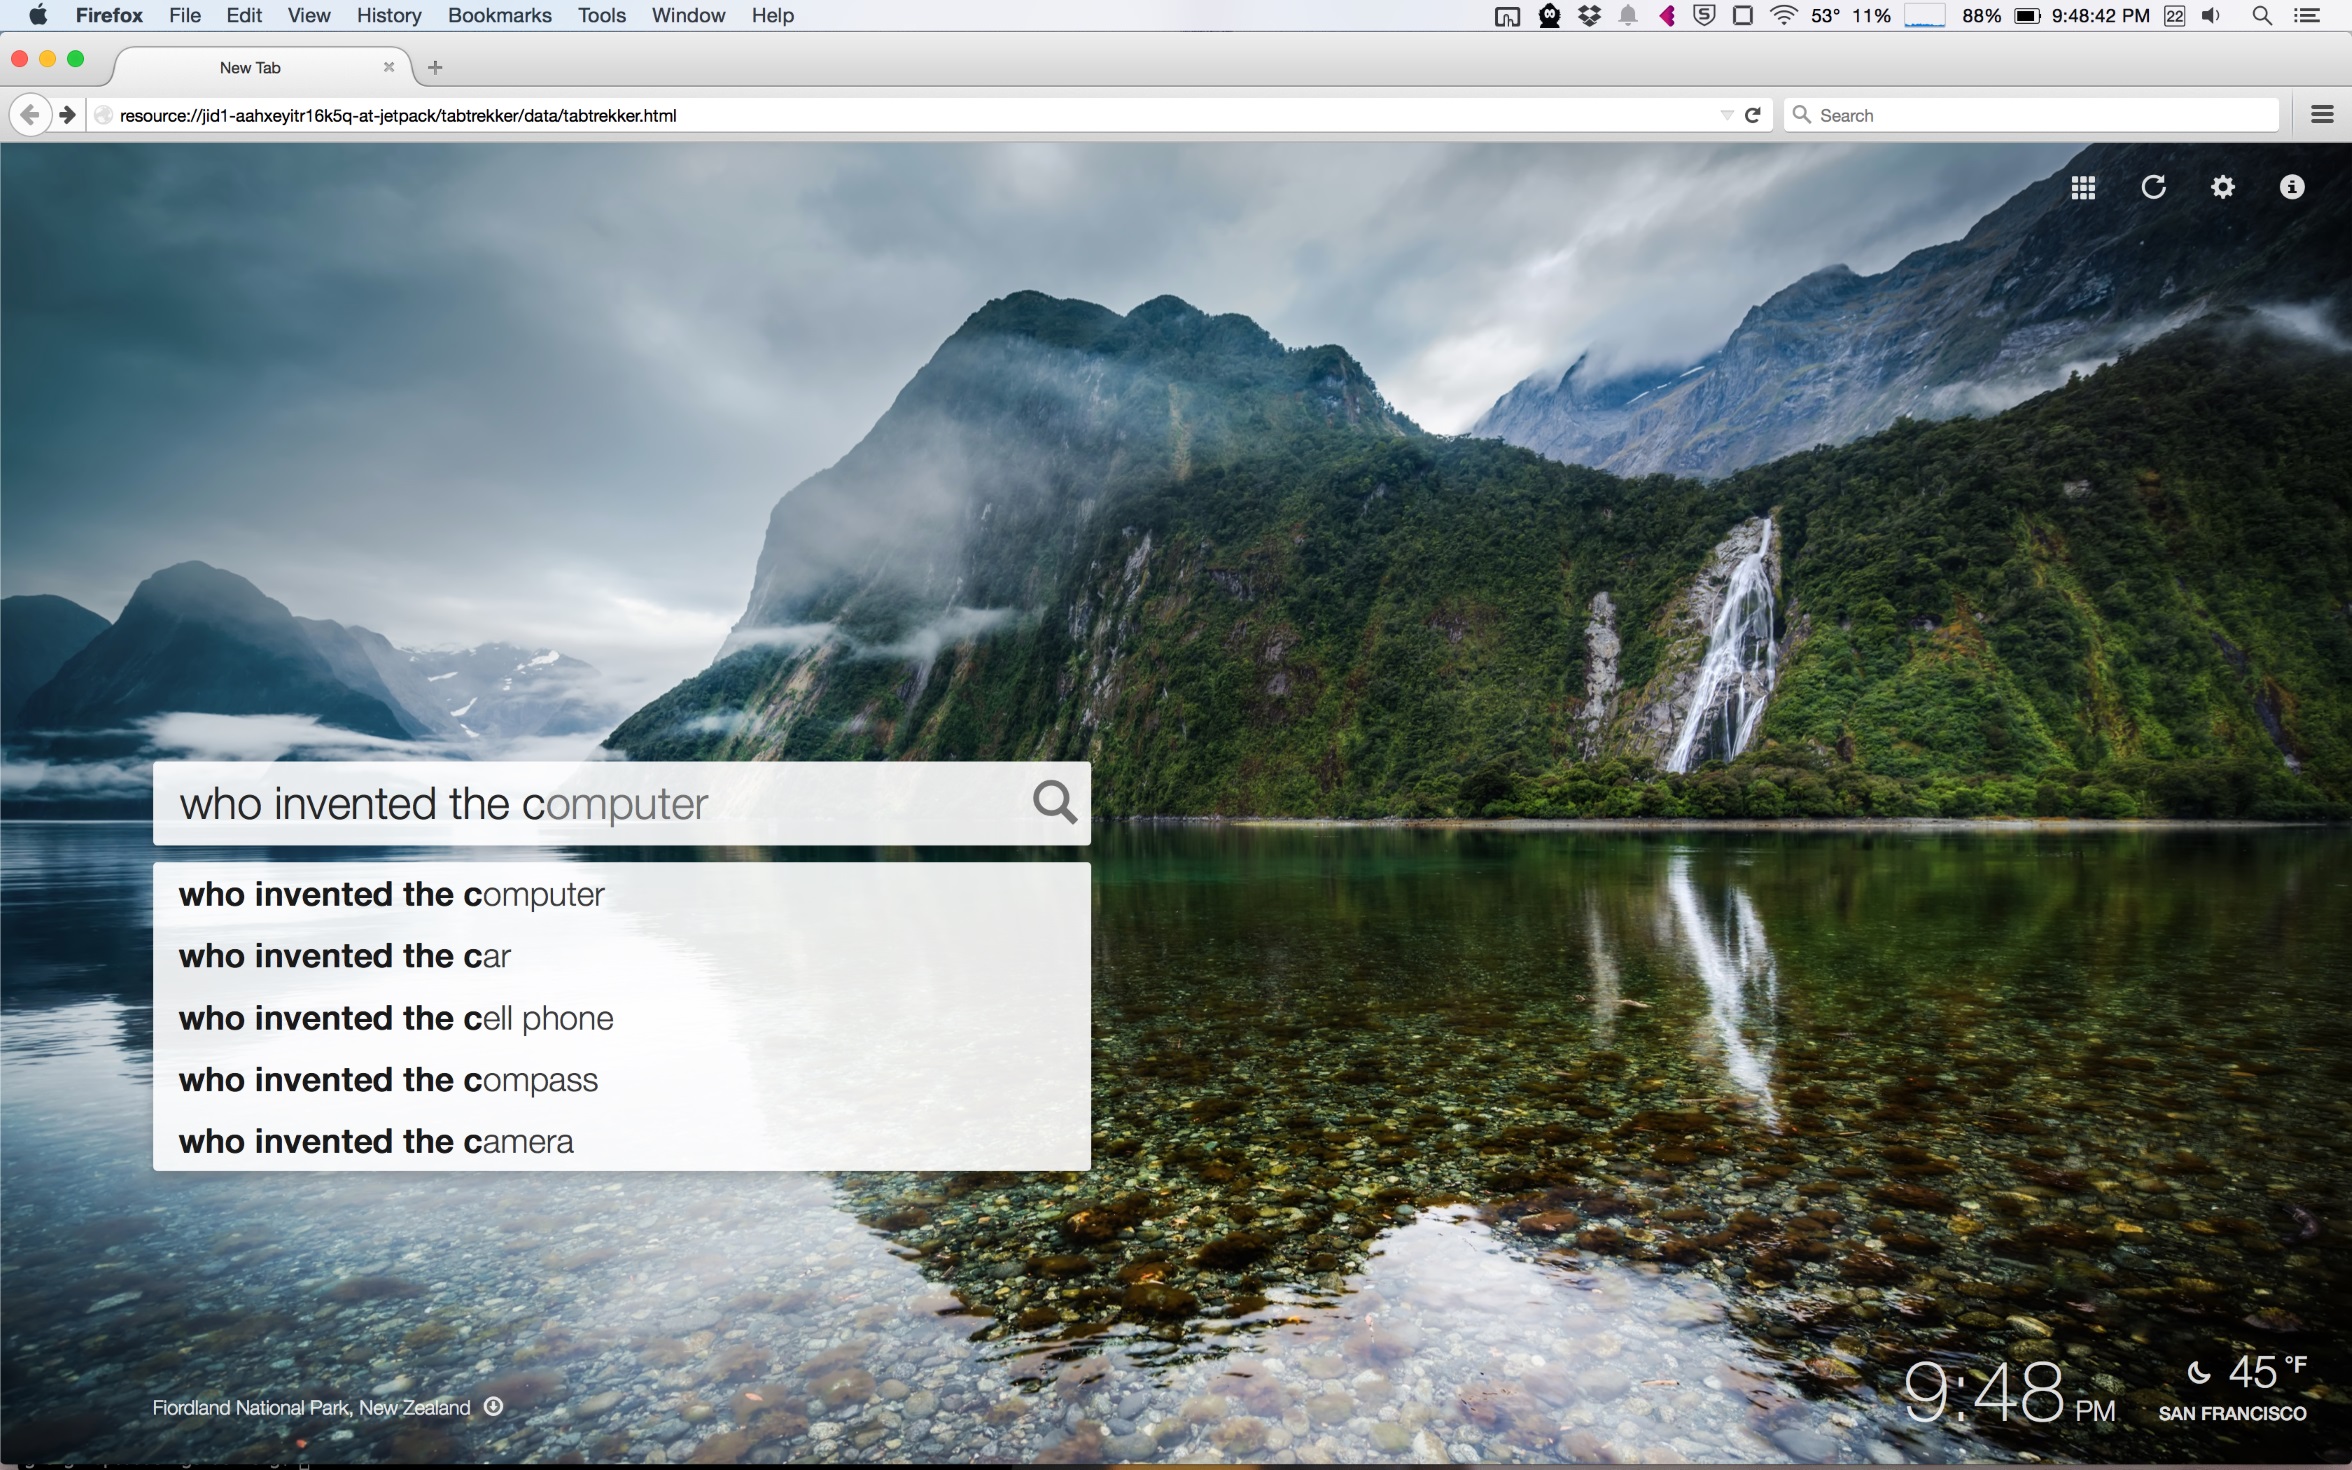 Firefox File Edit View History Bookmarks Tools Window Help 53° 11% 88% 9:48:42 PM 22
New Tab
resource://jid1-aahxeyitr16k5q-at-jetpack/tabtrekker/data/tabtrekker.html Search
who invented the computer
who invented the computer
who invented the car
who invented the cell phone
who invented the compass
who invented the camera
Fiordland National Park, New Zealand
9:48 PM
45 °F
SAN FRANCISCO